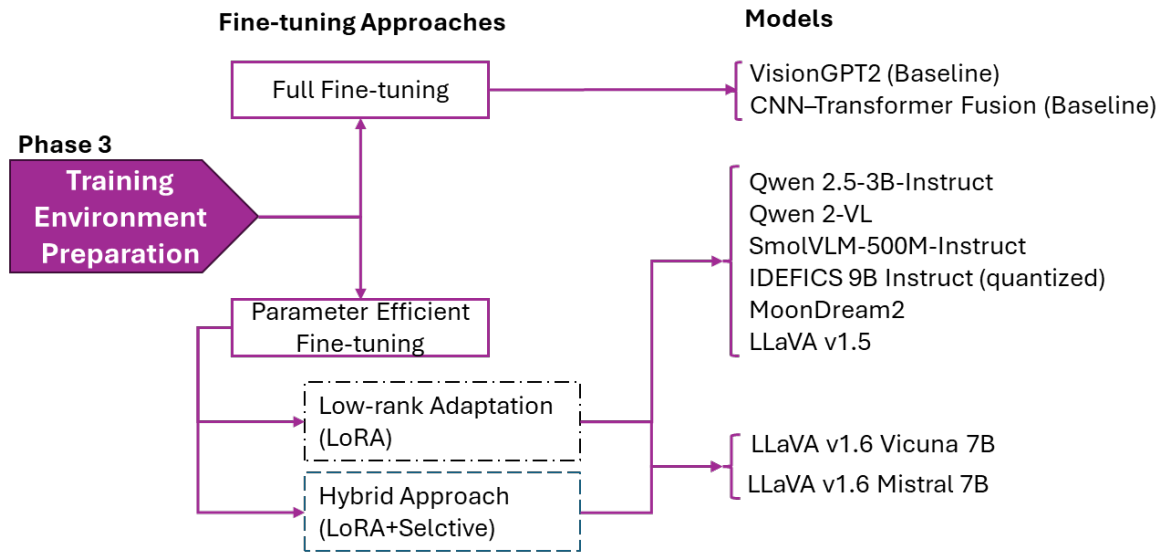 Fine-tuning Approaches
Models
Full Fine-tuning
VisionGPT2 (Baseline)
CNN–Transformer Fusion (Baseline)
Phase 3
Training
Environment
Preparation
Qwen 2.5-3B-Instruct
Qwen 2-VL
SmolVLM-500M-Instruct
IDEFICS 9B Instruct (quantized)
MoonDream2
LLaVA v1.5
Parameter Efficient
Fine-tuning
Low-rank Adaptation
(LoRA)
Hybrid Approach
(LoRA+Selctive)
LLaVA v1.6 Vicuna 7B
LLaVA v1.6 Mistral 7B